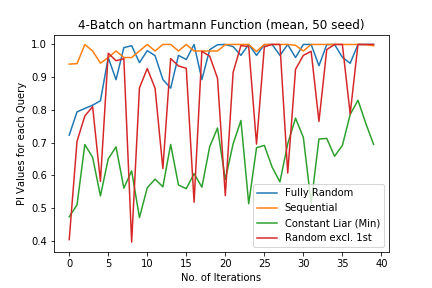 4-Batch on hartmann Function (mean, 50 seed)
PI Values for each Query
1.0
0.9
0.8
0.7
0.6
0.5
0.4
0
5
10
15
20
25
30
35
40
No. of Iterations
Fully Random
Sequential
Constant Liar (Min)
Random excl. 1st